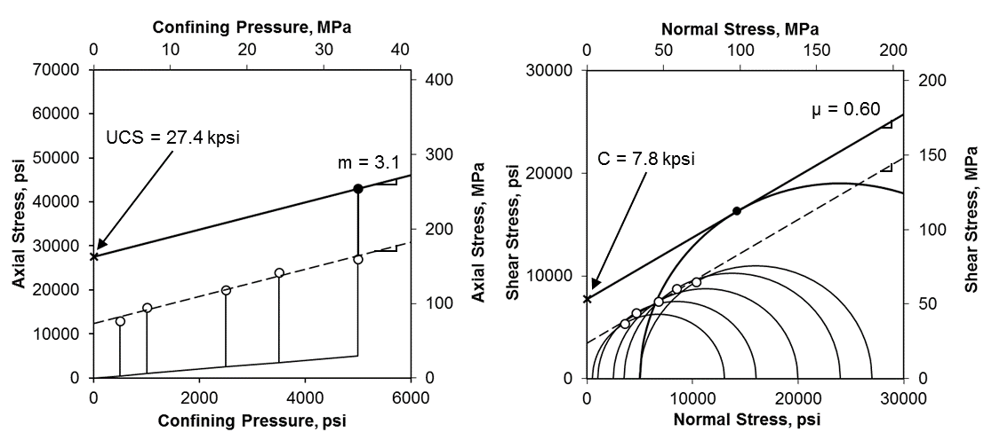 Confining Pressure, MPa
0 10 20 30 40
70000
60000
50000
40000
30000
20000
10000
0
Axial Stress, psi
UCS = 27.4 kpsi
m = 3.1
400
300
200
100
0
Axial Stress, MPa
0 2000 4000 6000
Confining Pressure, psi
Normal Stress, MPa
0 50 100 150 200
30000
20000
10000
0
Shear Stress, psi
μ = 0.60
C = 7.8 kpsi
200
150
100
50
0
Shear Stress, MPa
0 10000 20000 30000
Normal Stress, psi